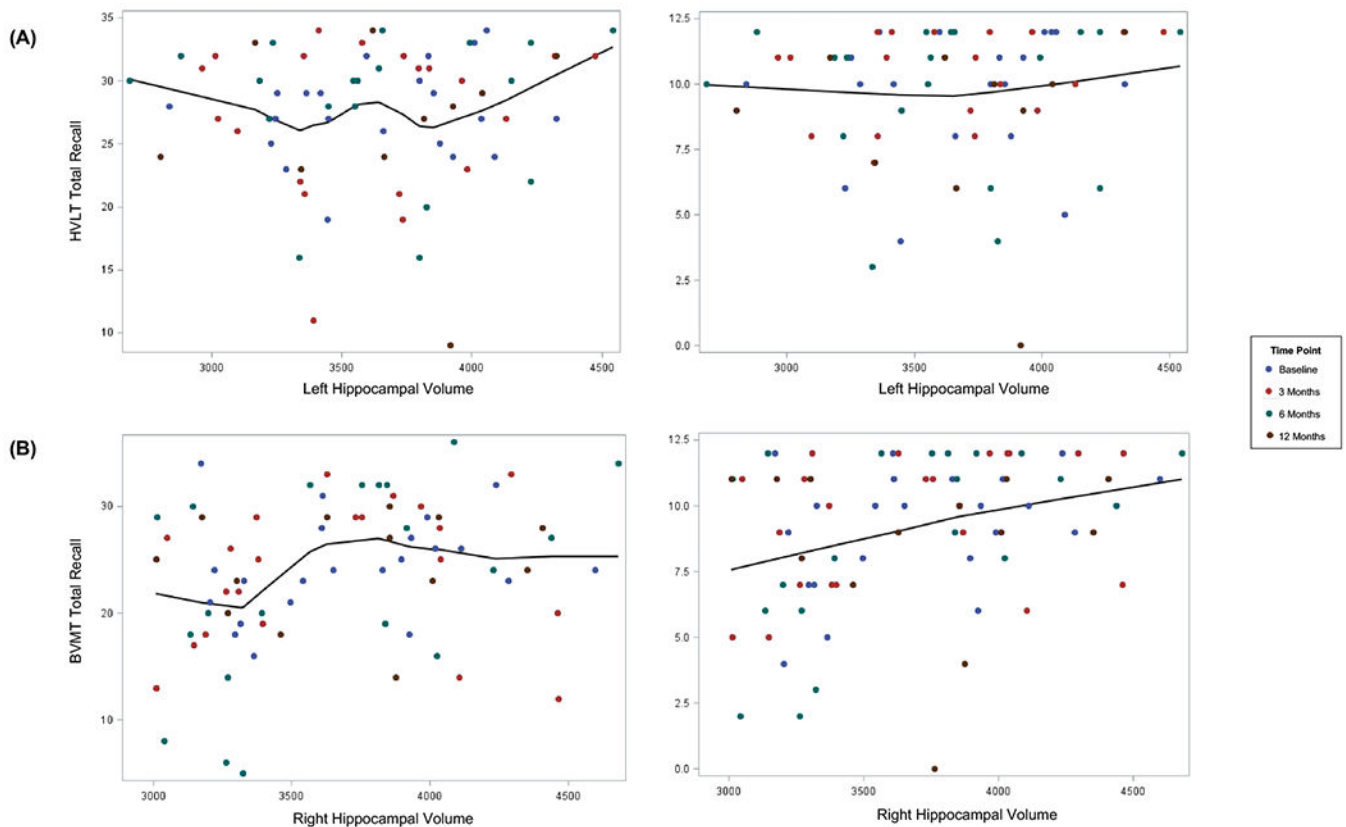 (A)
HVLT Total Recall
35
30
25
20
15
10
3000 3500 4000 4500
Left Hippocampal Volume
12.5
10.0
7.5
5.0
2.5
0.0
3000 3500 4000 4500
Left Hippocampal Volume
Time Point
Baseline
3 Months
6 Months
12 Months
(B)
BVMT Total Recall
30
20
10
3000 3500 4000 4500
Right Hippocampal Volume
12.5
10.0
7.5
5.0
2.5
0.0
3000 3500 4000 4500
Right Hippocampal Volume